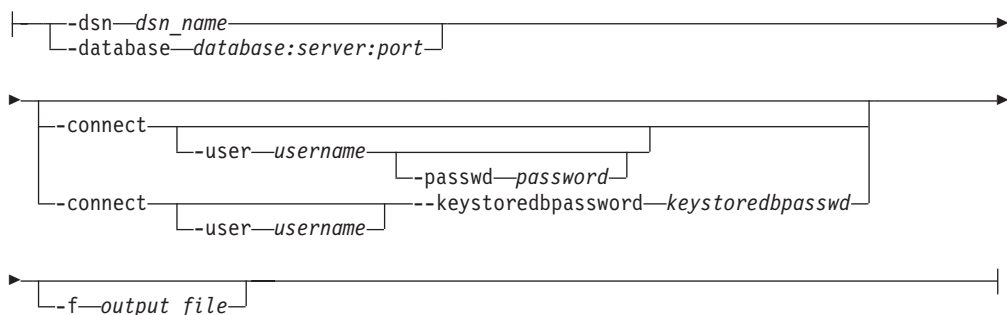 -dsn dsn_name
-database database:server:port
-connect
-user username
-passwd password
-connect --keystoredbpassword keystoredbpasswd
-user username
-f output file